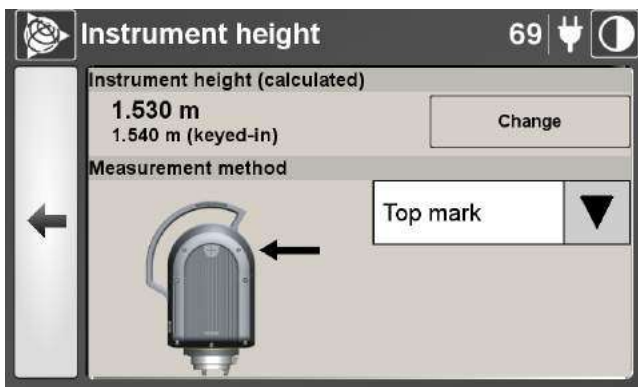 Instrument height
69
Instrument height (calculated)
1.530 m
1.540 m (keyed-in)
Change
Measurement method
Top mark